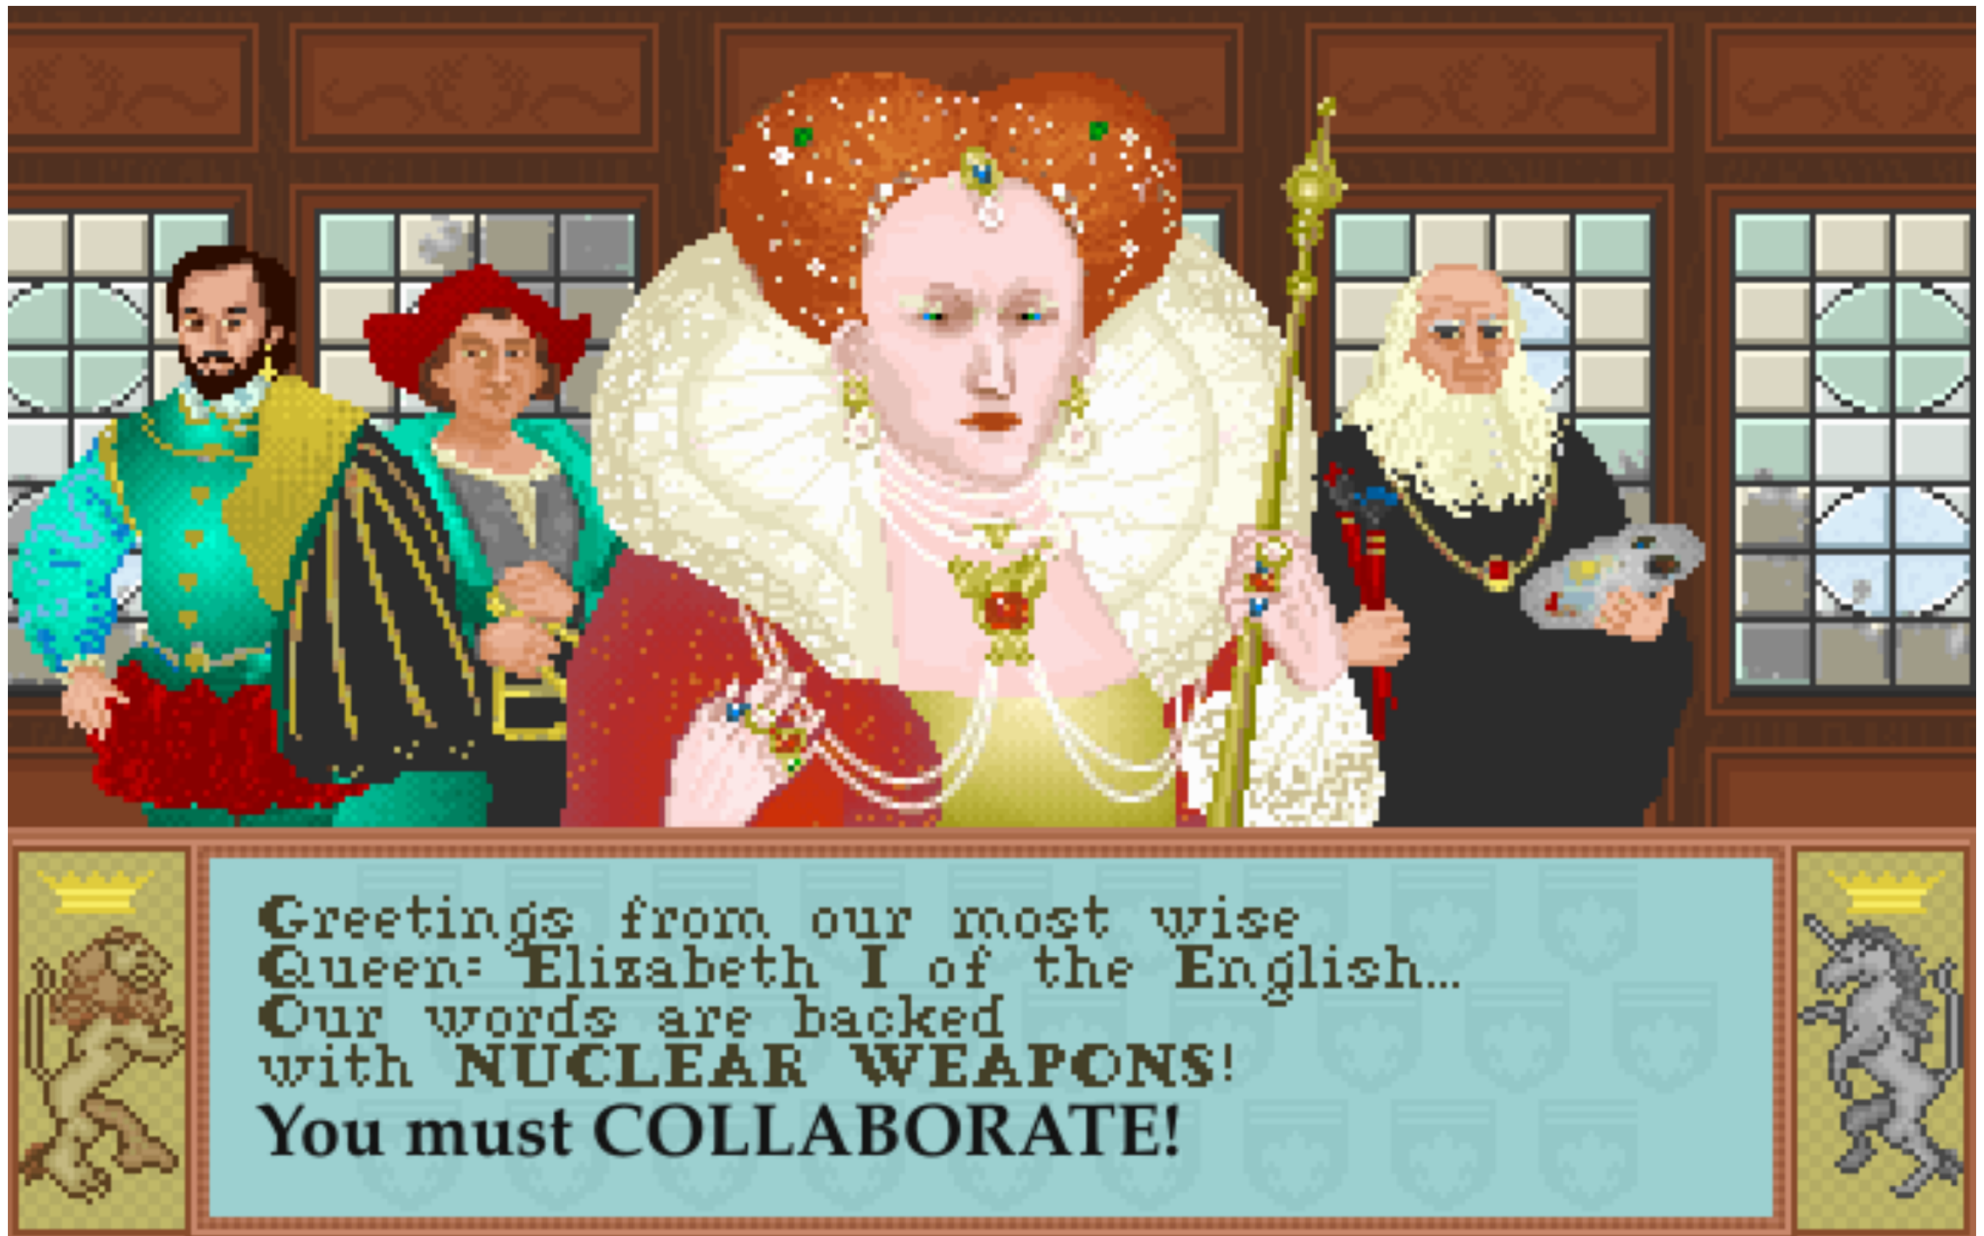 Greetings from our most wise
Queen: Elizabeth I of the English...
Our words are backed
with NUCLEAR WEAPONS!
You must COLLABORATE!